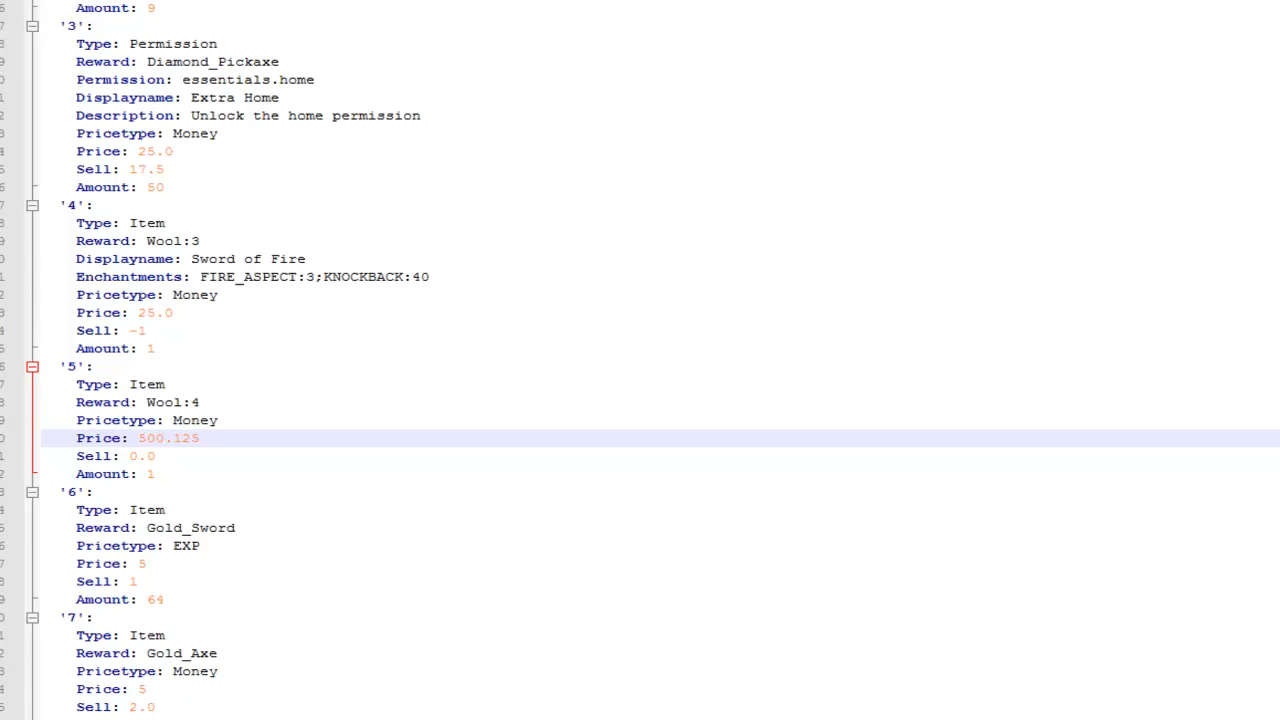 Amount: 9
'3':
Type: Permission
Reward: Diamond_Pickaxe
Permission: essentials.home
Displayname: Extra Home
Description: Unlock the home permission
Pricetype: Money
Price: 25.0
Sell: 17.5
Amount: 50
'4':
Type: Item
Reward: Wool:3
Displayname: Sword of Fire
Enchantments: FIRE_ASPECT:3;KNOCKBACK:40
Pricetype: Money
Price: 25.0
Sell: -1
Amount: 1
'5':
Type: Item
Reward: Wool:4
Pricetype: Money
Price: 500.125
Sell: 0.0
Amount: 1
'6':
Type: Item
Reward: Gold_Sword
Pricetype: EXP
Price: 5
Sell: 1
Amount: 64
'7':
Type: Item
Reward: Gold_Axe
Pricetype: Money
Price: 5
Sell: 2.0